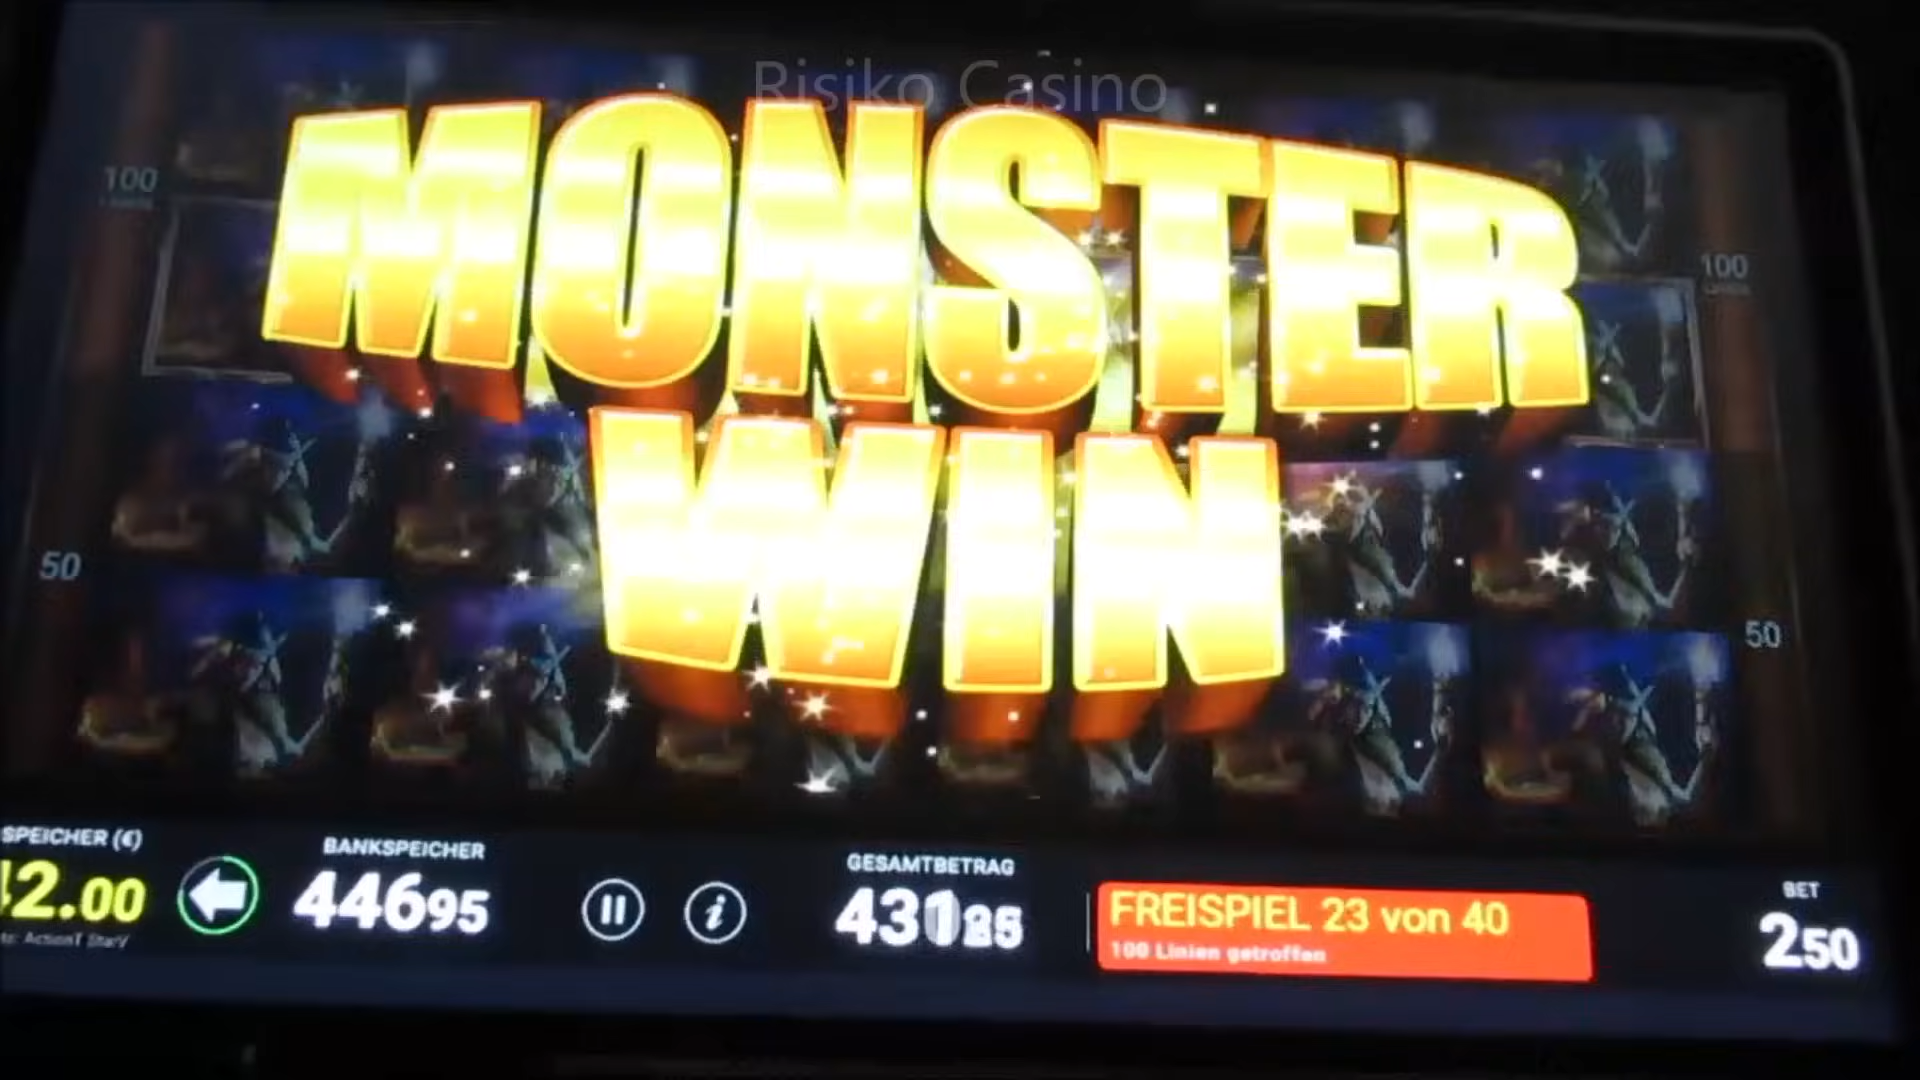 Risiko Casino
MONSTER
WIN
100
100
50
50
SPEICHER (€)
42.00
BANKSPEICHER
44695
GESAMTBETRAG
FREISPIEL 23 von 40
100 Linien getroffen
BET
250